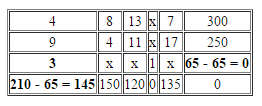 4 8 13 x 7 300
9 4 11 x 17 250
3 x x 1 x 65 - 65 = 0
210 - 65 = 145 150 120 0 135 0